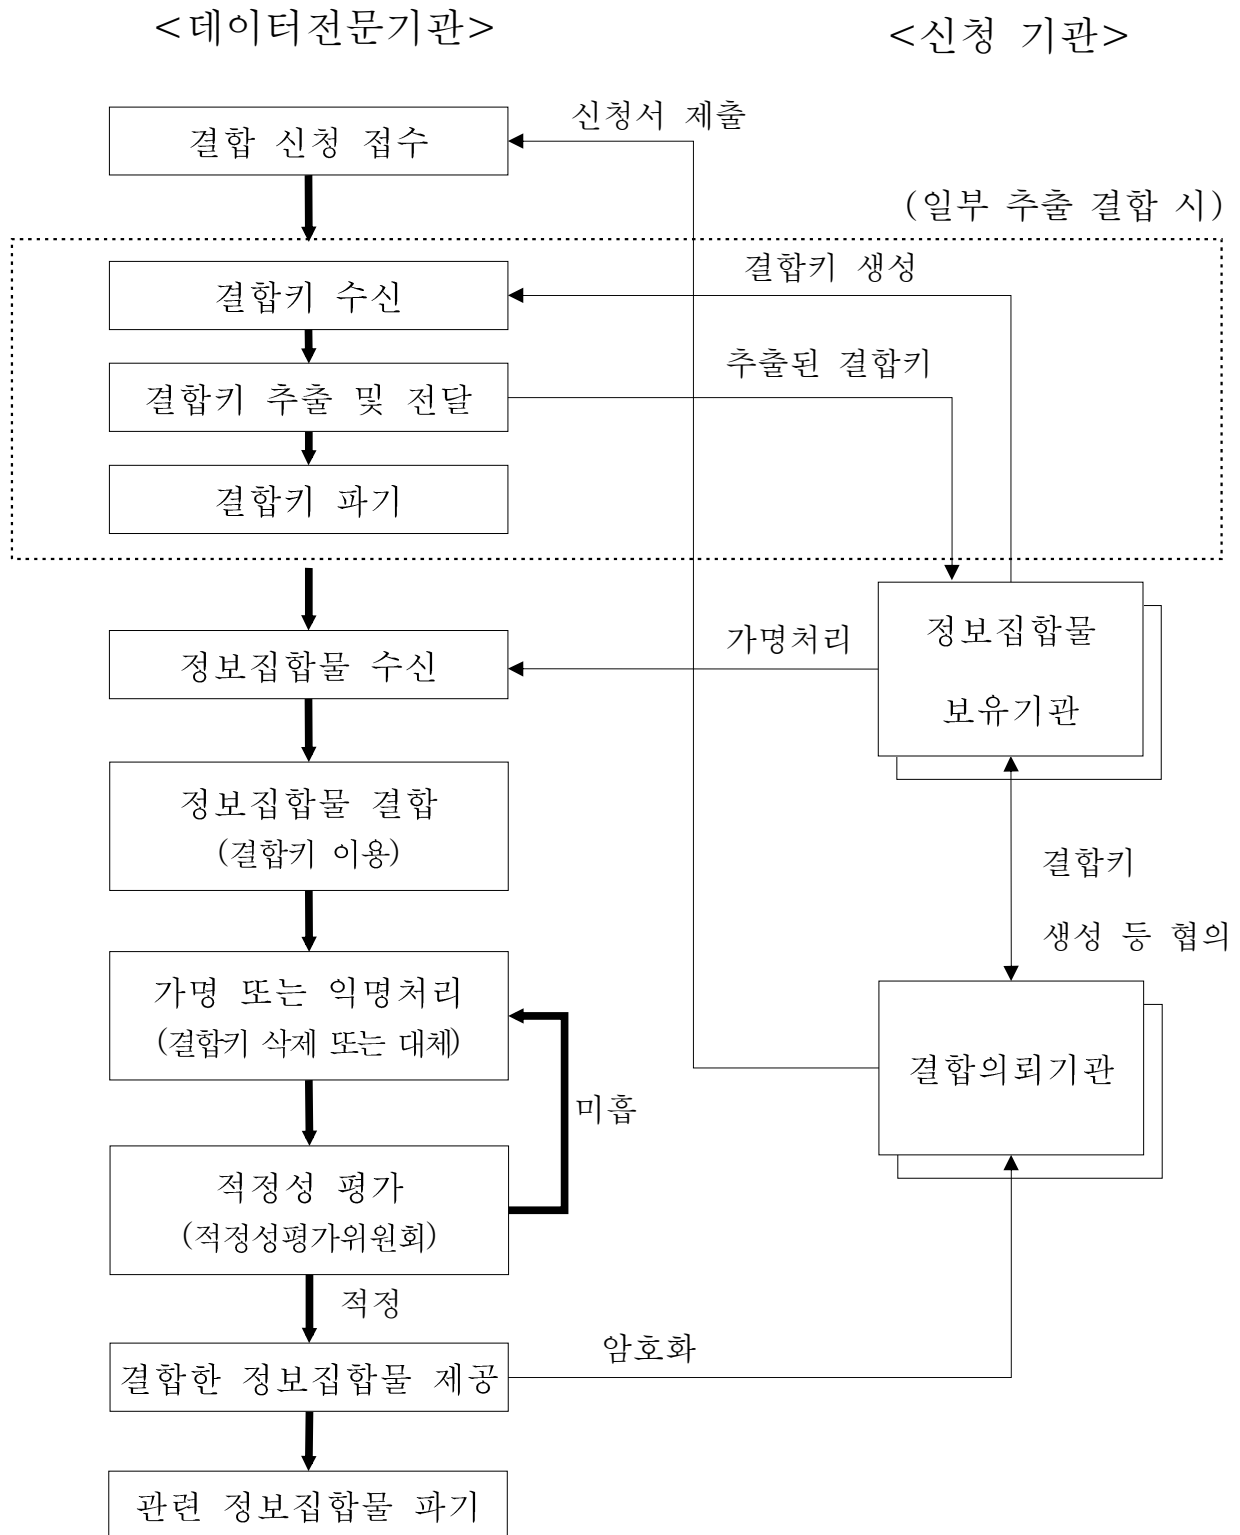 <데이터전문기관>
<신청 기관>
신청서 제출
결합 신청 접수
(일부 추출 결합 시)
결합키 생성
결합키 수신
추출된 결합키
결합키 추출 및 전달
결합키 파기
가명처리
정보집합물
보유기관
정보집합물 수신
정보집합물 결합
(결합키 이용)
결합키
생성 등 협의
가명 또는 익명처리
(결합키 삭제 또는 대체)
결합의뢰기관
미흡
적정성 평가
(적정성평가위원회)
적정
암호화
결합한 정보집합물 제공
관련 정보집합물 파기